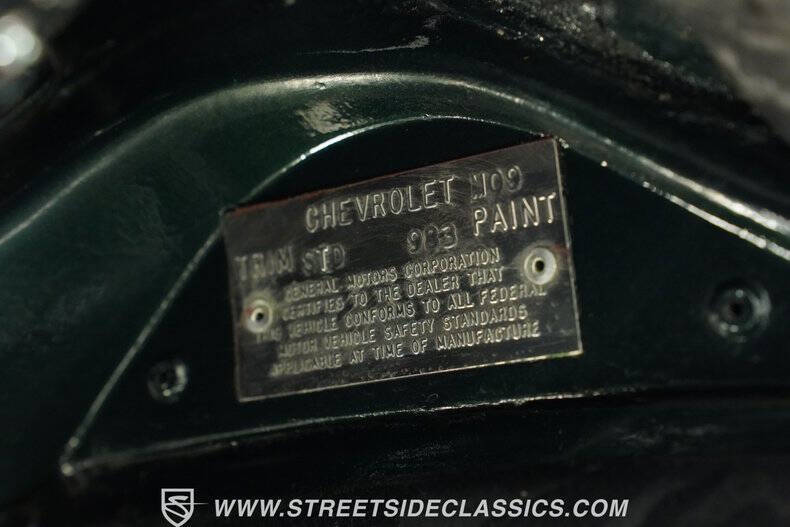 CHEVROLET M09
TRIM STD 983 PAINT
GENERAL MOTORS CORPORATION
CERTIFIES TO THE DEALER THAT
THIS VEHICLE CONFORMS TO ALL FEDERAL
MOTOR VEHICLE SAFETY STANDARDS
APPLICABLE AT TIME OF MANUFACTURE
WWW.STREETSIDECLASSICS.COM